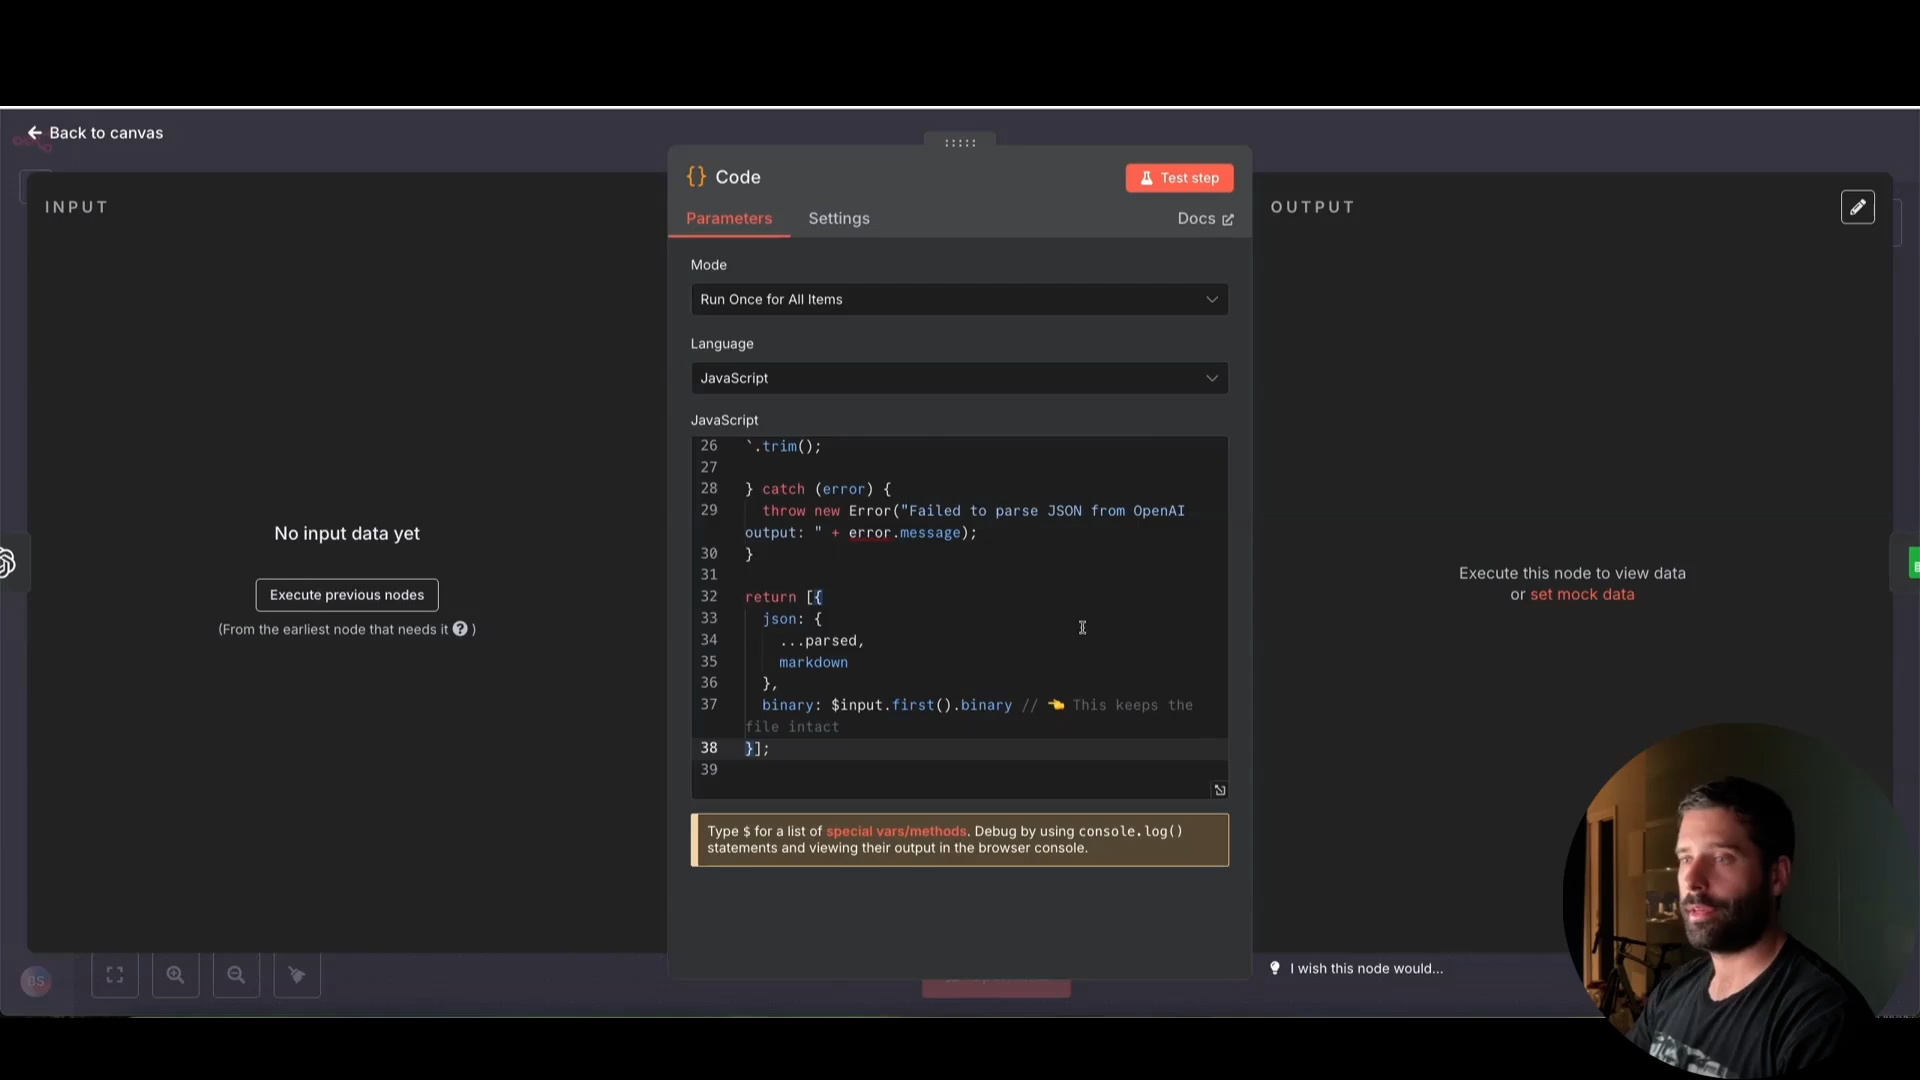 Back to canvas
INPUT
No input data yet
Execute previous nodes
(From the earliest node that needs it ? )
Code
Test step
Parameters
Settings
Docs
Mode
Run Once for All Items
Language
JavaScript
JavaScript
26 `.trim();
27
28 } catch (error) {
29 throw new Error("Failed to parse JSON from OpenAI
output: " + error.message);
30 }
31
32 return [{
33 json: {
34 ...parsed,
35 markdown
36 },
37 binary: $input.first().binary // 👈 This keeps the
file intact
38 }];
39
Type $ for a list of special vars/methods. Debug by using console.log()
statements and viewing their output in the browser console.
OUTPUT
Execute this node to view data
or set mock data
I wish this node would...
BS